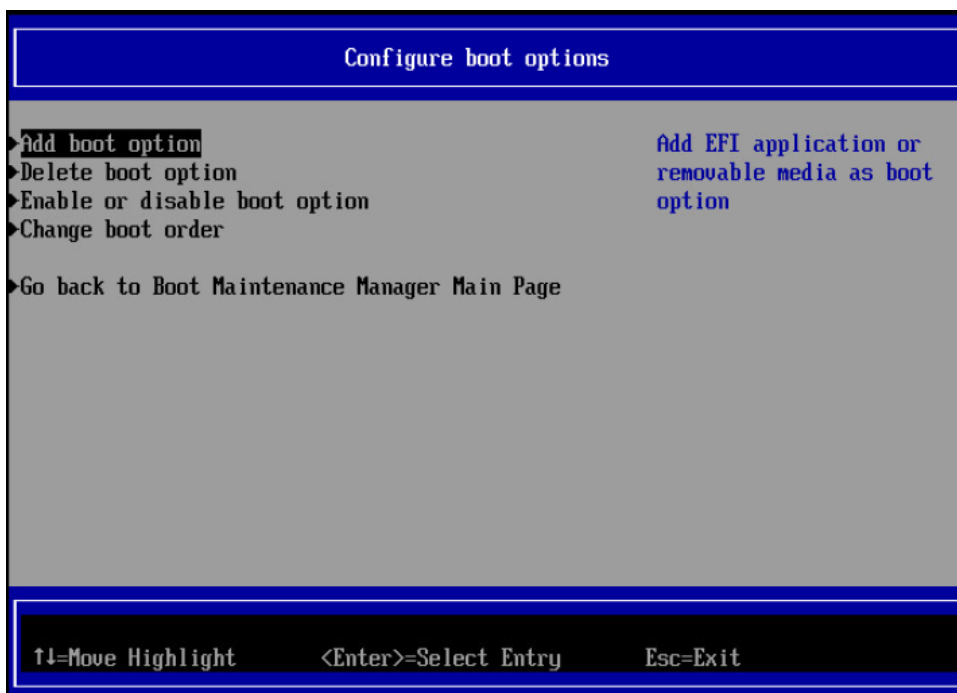 Configure boot options
Add boot option
Delete boot option
Enable or disable boot option
Change boot order
Go back to Boot Maintenance Manager Main Page
Add EFI application or
removable media as boot
option
↑↓=Move Highlight <Enter>=Select Entry Esc=Exit